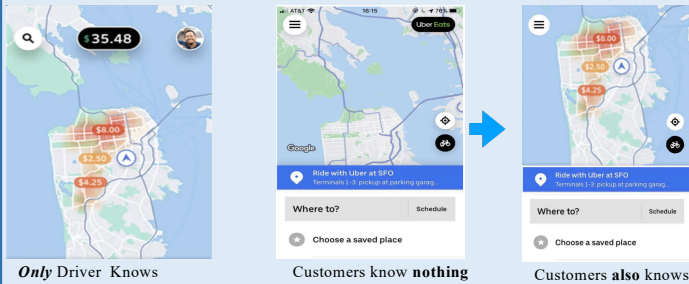 $35.48
$8.00
$2.50
$4.25
Only Driver Knows
AT&T
16:15
76%
Uber Eats
Google
Ride with Uber at SFO
Terminals 1-3: pickup at parking garag...
Where to?
Schedule
Choose a saved place
Customers know nothing
$8.00
$2.50
$4.25
Ride with Uber at SFO
Terminals 1-3: pickup at parking garag...
Where to?
Schedule
Choose a saved place
Customers also knows